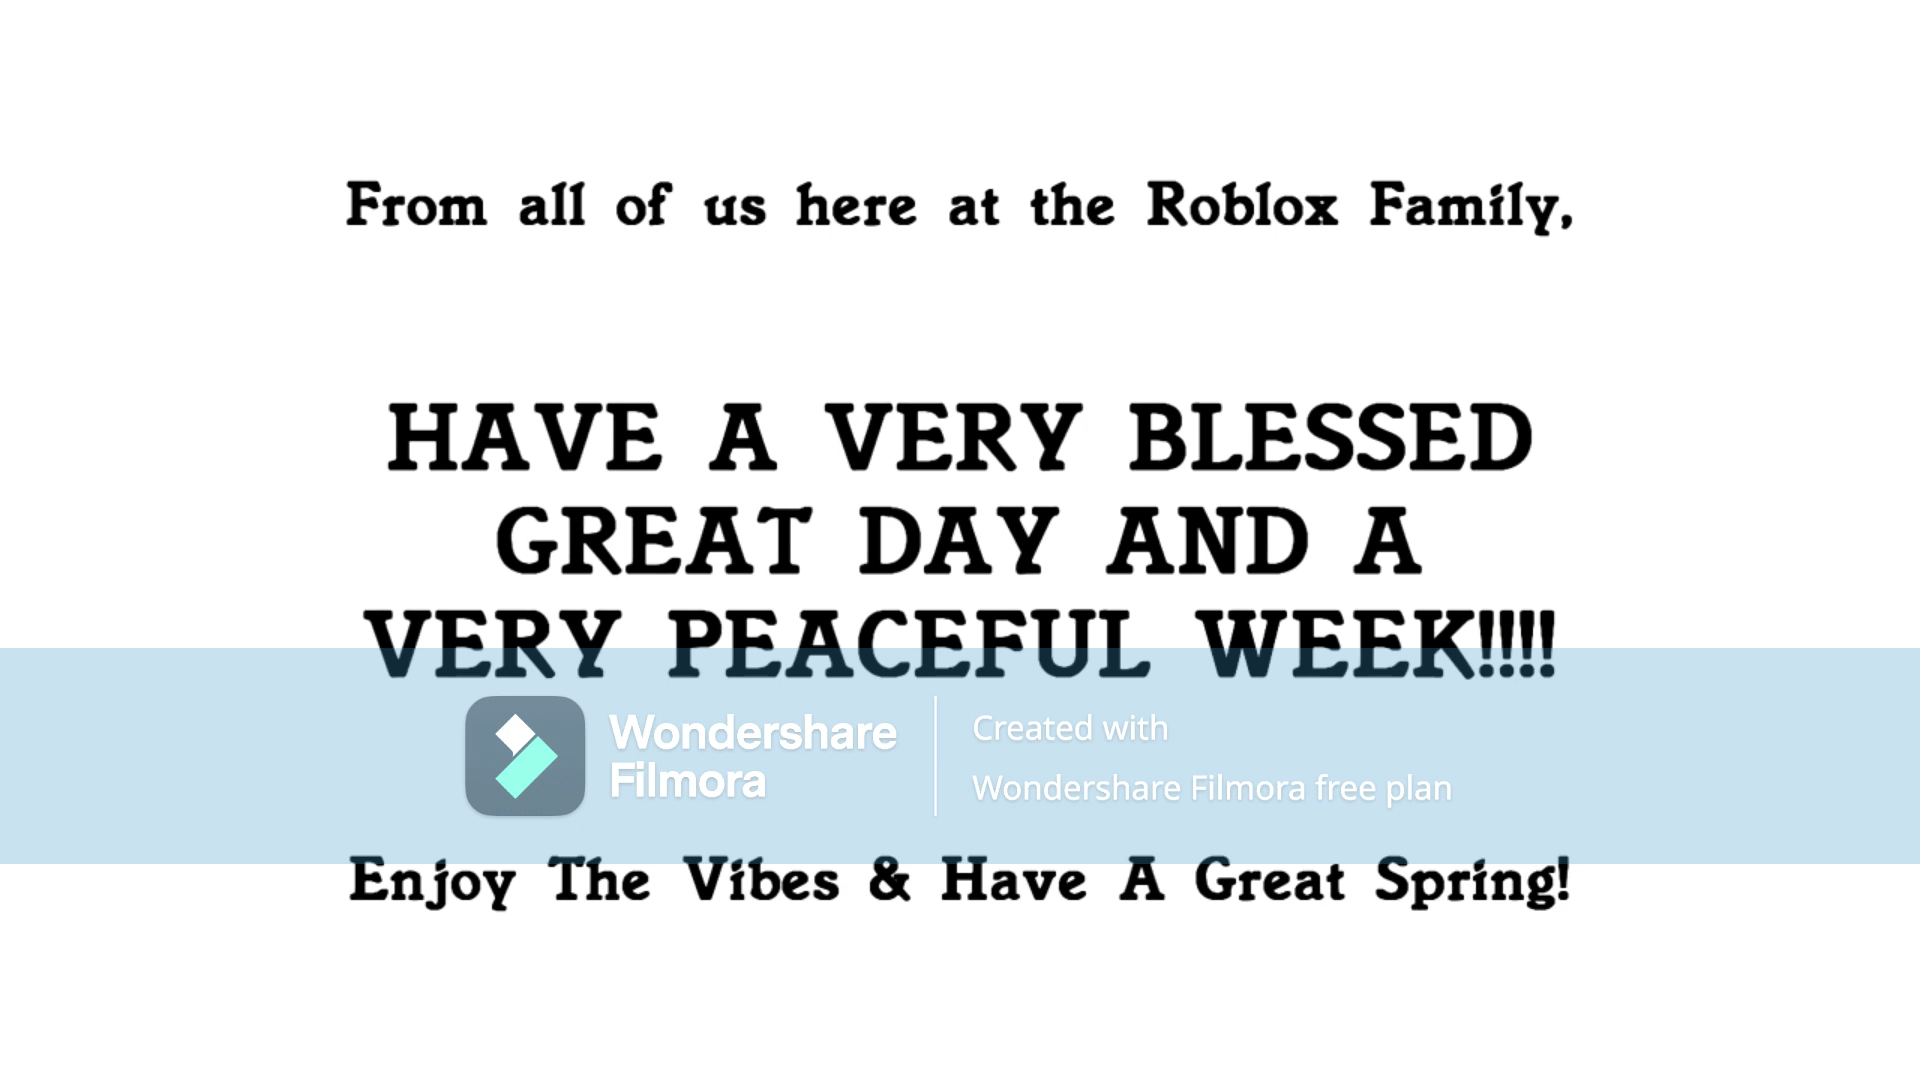 From all of us here at the Roblox Family,
HAVE A VERY BLESSED
GREAT DAY AND A
VERY PEACEFUL WEEK!!!!
Wondershare
Filmora
Created with
Wondershare Filmora free plan
Enjoy The Vibes & Have A Great Spring!